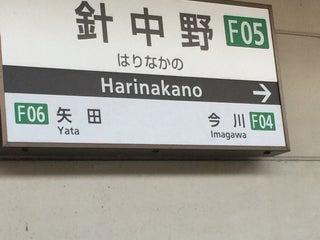 針中野 F05
はりなかの
Harinakano →
F06 矢田 今川 F04
Yata Imagawa